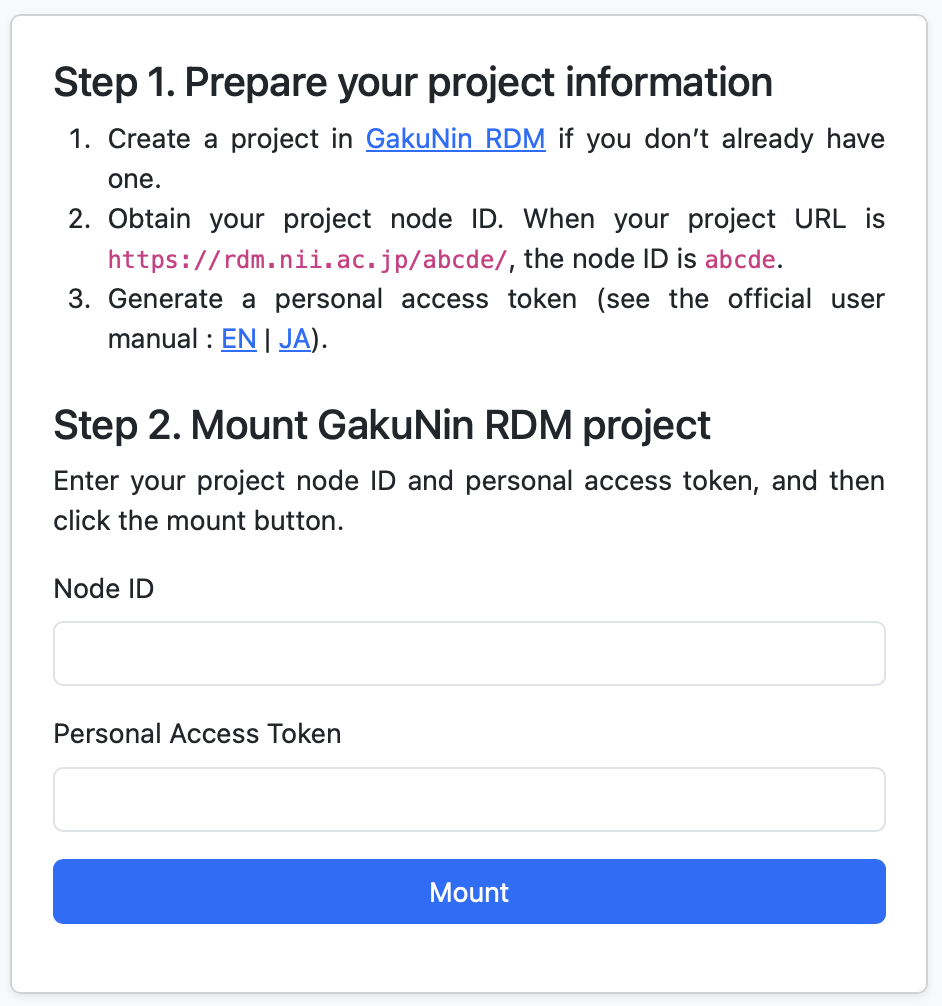 Step 1. Prepare your project information
1. Create a project in GakuNin RDM if you don’t already have
one.
2. Obtain your project node ID. When your project URL is
https://rdm.nii.ac.jp/abcde/, the node ID is abcde.
3. Generate a personal access token (see the official user
manual : EN | JA).
Step 2. Mount GakuNin RDM project
Enter your project node ID and personal access token, and then
click the mount button.
Node ID
Personal Access Token
Mount